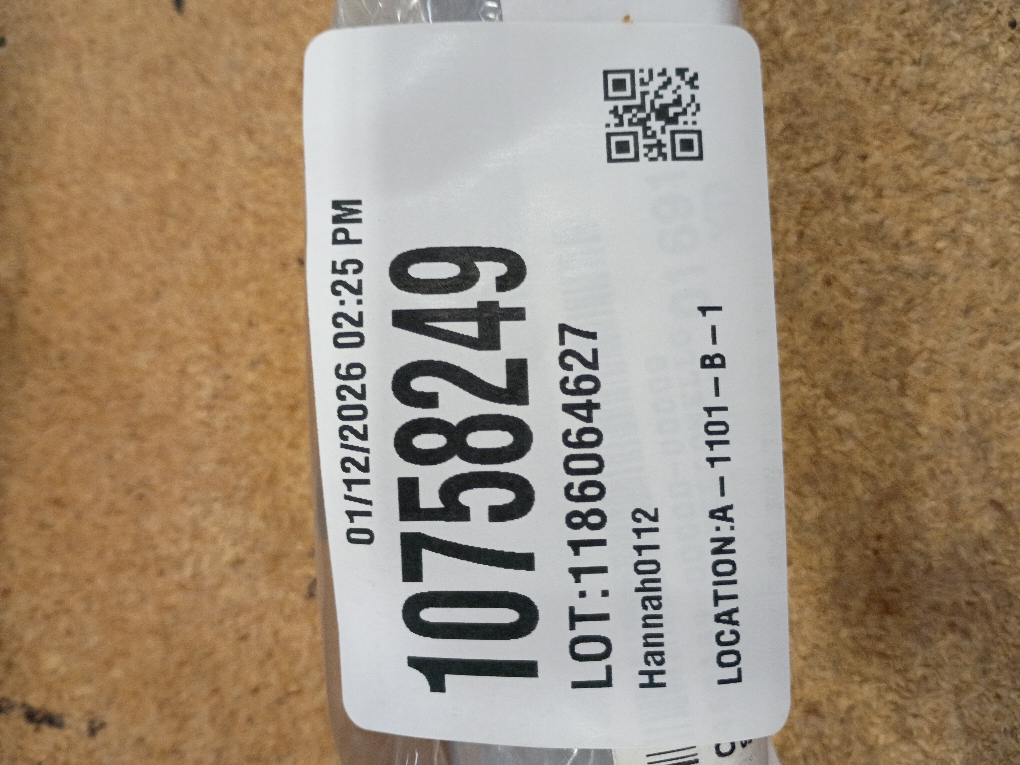 01/12/2026 02:25 PM
10758249
LOT:1186064627
Hannah0112
LOCATION:A-1101-B-1